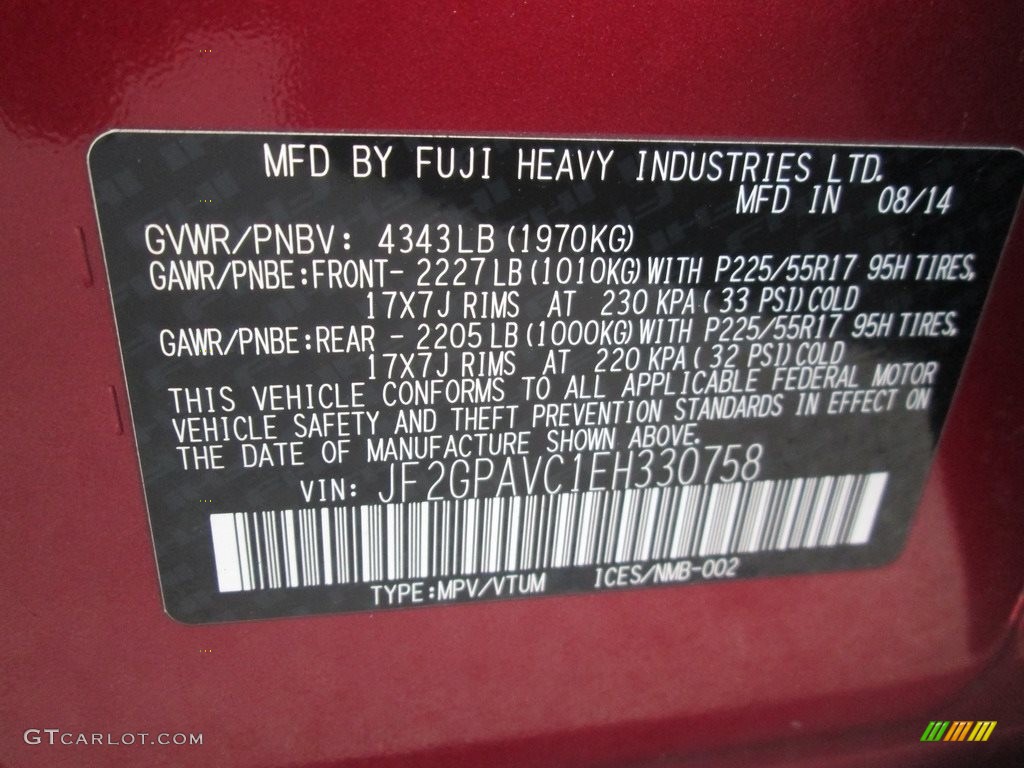 MFD BY FUJI HEAVY INDUSTRIES LTD.
MFD IN 08/14
GVWR/PNBV: 4343LB (1970KG)
GAWR/PNBE:FRONT- 2227LB(1010KG)WITH P225/55R17 95H TIRES,
17X7J RIMS AT 230 KPA( 33 PSI)COLD
GAWR/PNBE:REAR - 2205LB(1000KG)WITH P225/55R17 95H TIRES,
17X7J RIMS AT 220 KPA( 32 PSI)COLD
THIS VEHICLE CONFORMS TO ALL APPLICABLE FEDERAL MOTOR
VEHICLE SAFETY AND THEFT PREVENTION STANDARDS IN EFFECT ON
THE DATE OF MANUFACTURE SHOWN ABOVE.
VIN: JF2GPAVC1EH330758
TYPE:MPV/VTUM ICES/NMB-002
GTCARLOT.COM